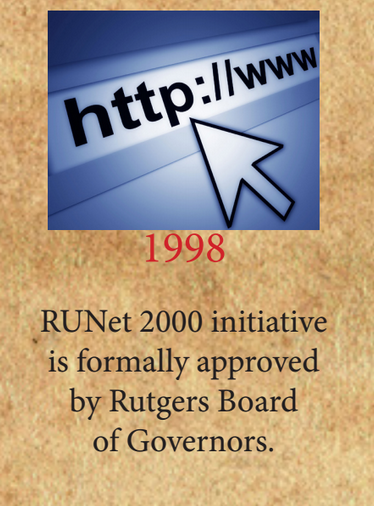 http://www
1998
RUNet 2000 initiative
is formally approved
by Rutgers Board
of Governors.